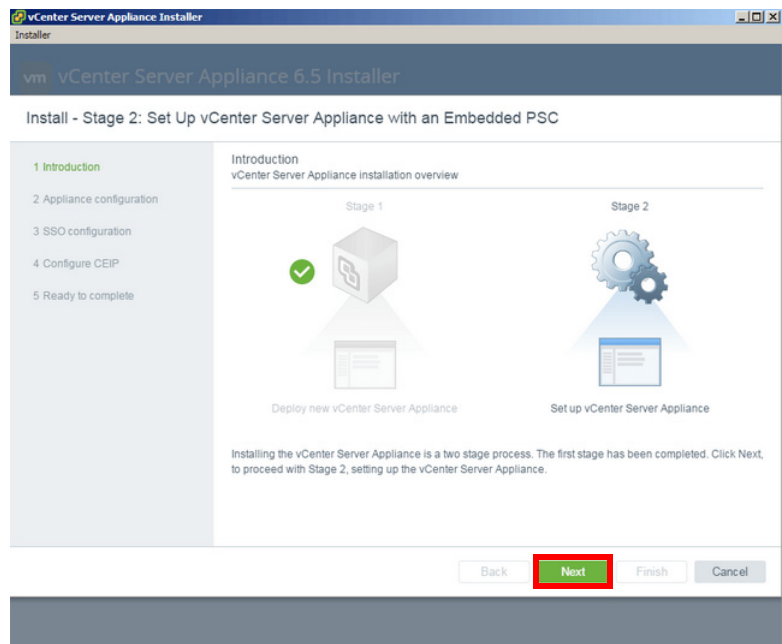 vCenter Server Appliance Installer
Installer
vm vCenter Server Appliance 6.5 Installer
Install - Stage 2: Set Up vCenter Server Appliance with an Embedded PSC
1 Introduction
2 Appliance configuration
3 SSO configuration
4 Configure CEIP
5 Ready to complete
Introduction
vCenter Server Appliance installation overview
Stage 1
Stage 2
Deploy new vCenter Server Appliance
Set up vCenter Server Appliance
Installing the vCenter Server Appliance is a two stage process. The first stage has been completed. Click Next,
to proceed with Stage 2, setting up the vCenter Server Appliance.
Back
Next
Finish
Cancel